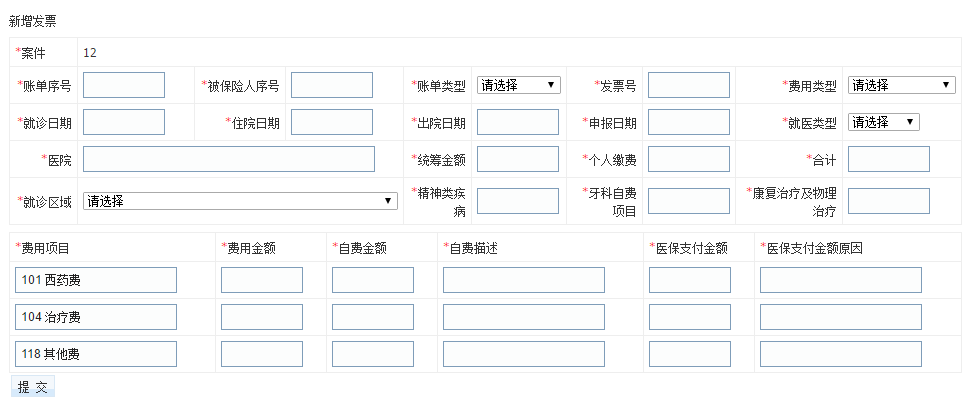 新增发票
*案件 12
*账单序号 *被保险人序号 *账单类型 请选择 *发票号 *费用类型 请选择
*就诊日期 *住院日期 *出院日期 *申报日期 *就医类型 请选择
*医院 *统筹金额 *个人缴费 *合计
*就诊区域 请选择 *精神类疾病 *牙科自费项目 *康复治疗及物理治疗
*费用项目 *费用金额 *自费金额 *自费描述 *医保支付金额 *医保支付金额原因
101 西药费
104 治疗费
118 其他费
提 交